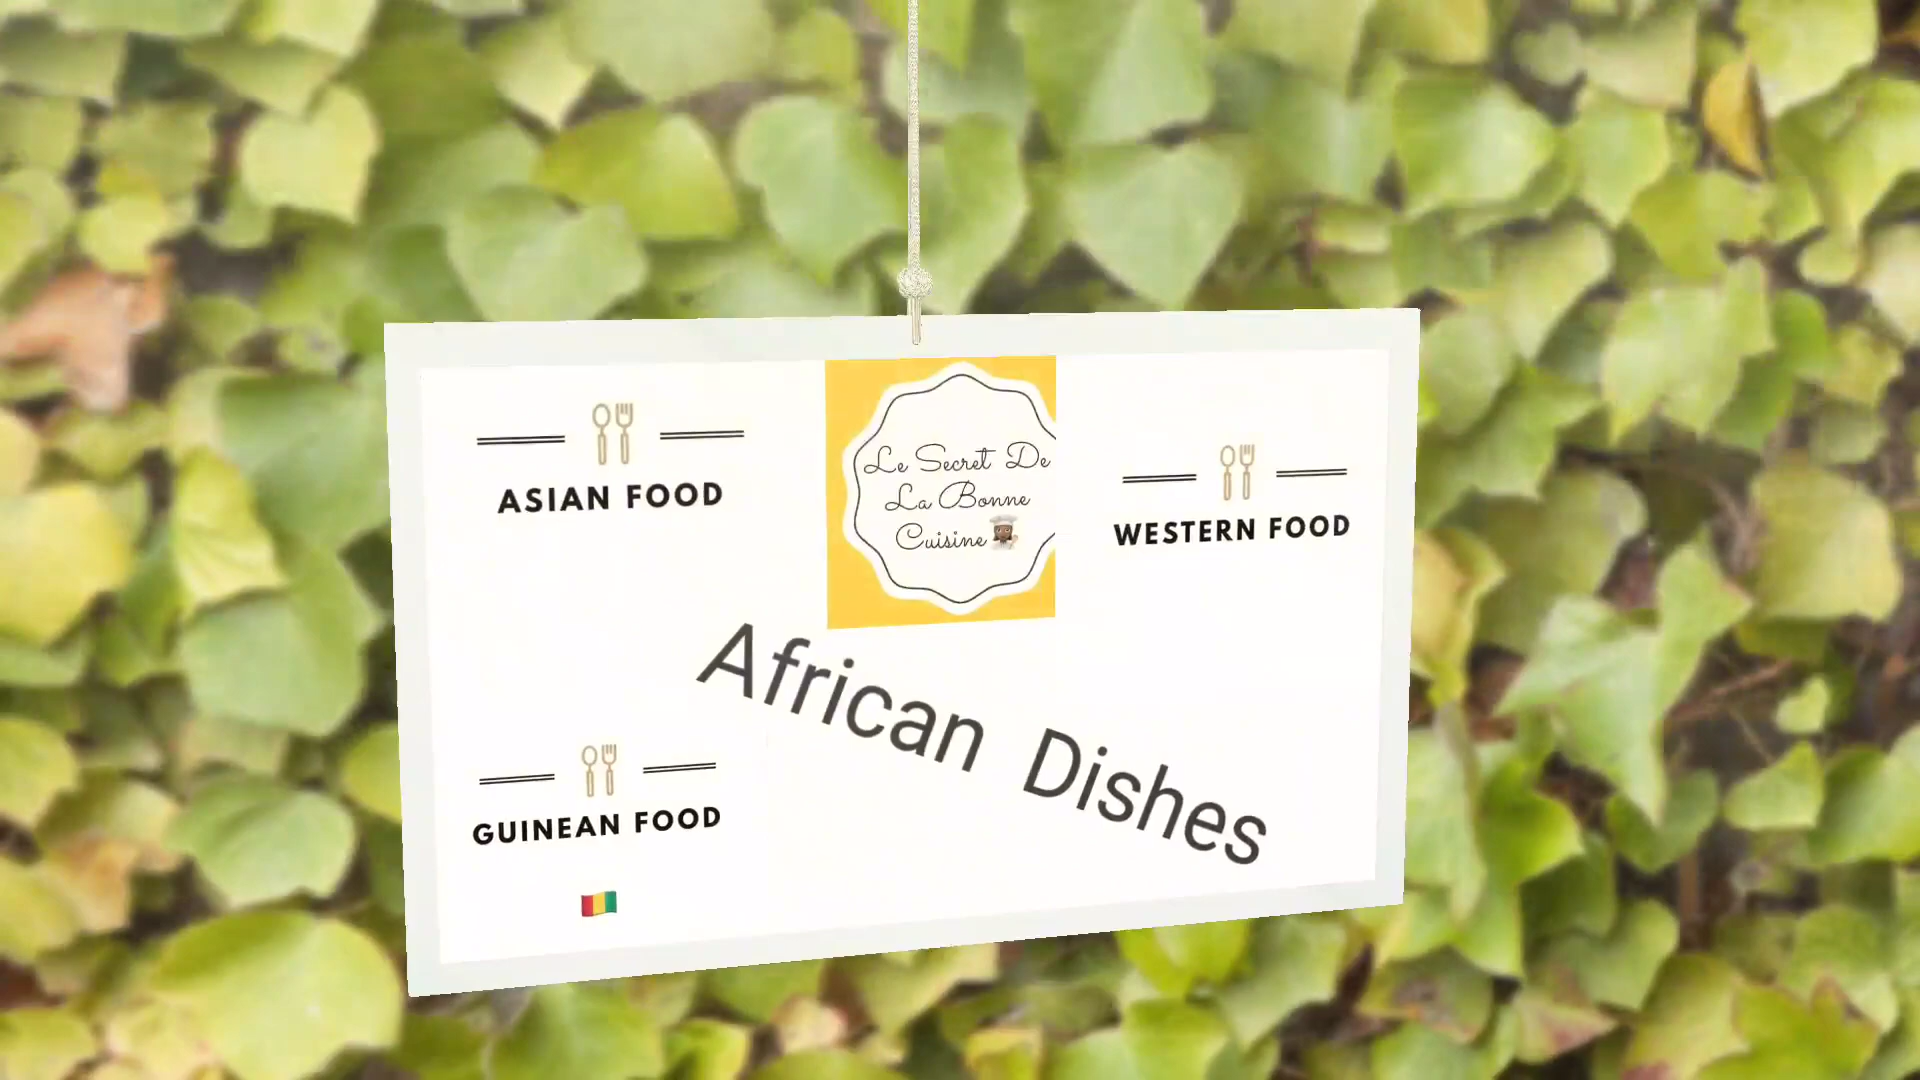 ASIAN FOOD
Le Secret De
La Bonne
Cuisine
WESTERN FOOD
African Dishes
GUINEAN FOOD